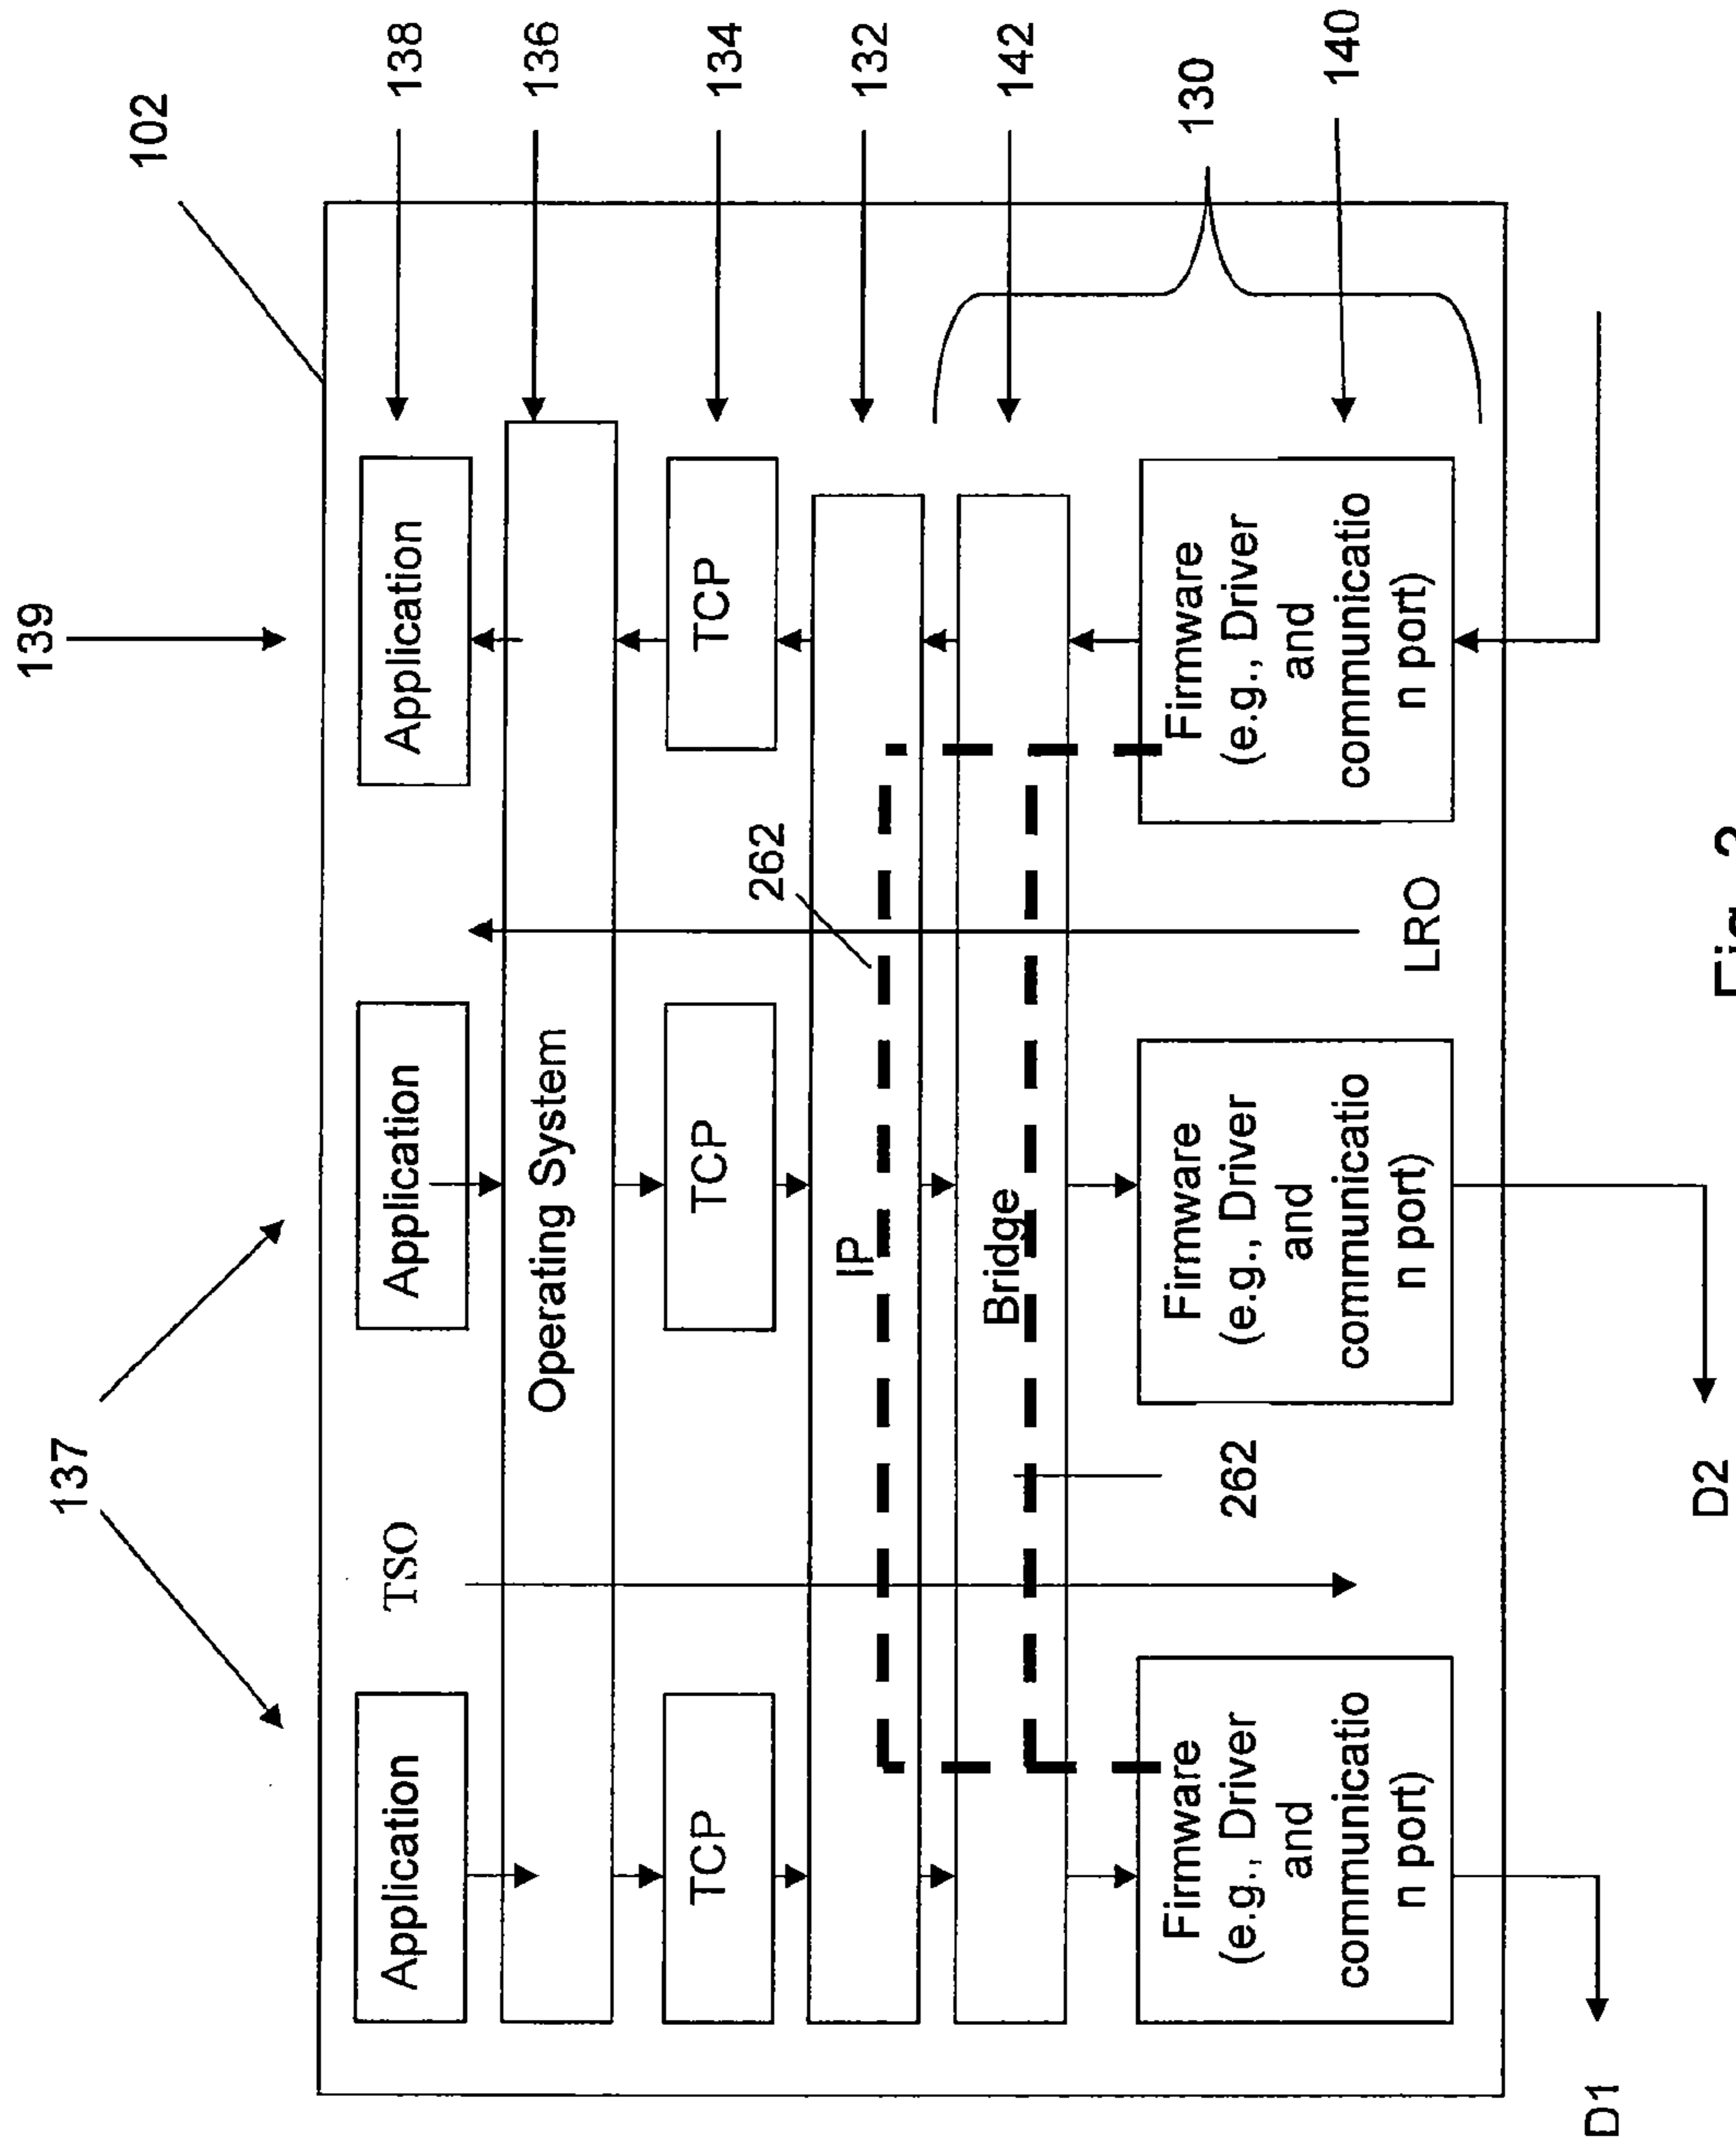 139
137
102
Application
TSO
Application
Application
138
Operating System
136
TCP
TCP
TCP
134
262
IP
132
Bridge
142
130
Firmware
(e.g., Driver
and
communicatio
n port)
262
Firmware
(e.g., Driver
and
communicatio
n port)
LRO
Firmware
(e.g., Driver
and
communicatio
n port)
140
D1
D2
Fig.